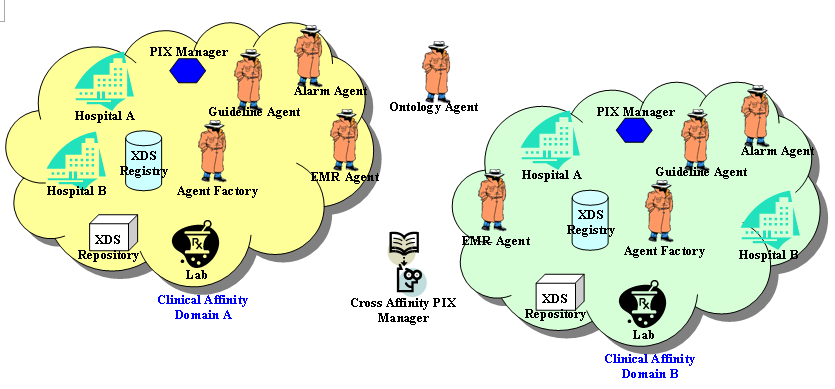 PIX Manager
Alarm Agent
Hospital A
Guideline Agent
XDS
Registry
Hospital B
Agent Factory
EMR Agent
XDS
Repository
Lab
Clinical Affinity
Domain A
Ontology Agent
Cross Affinity PIX
Manager
PIX Manager
Alarm Agent
Hospital A
Guideline Agent
EMR Agent
XDS
Registry
Agent Factory
Hospital B
XDS
Repository
Lab
Clinical Affinity
Domain B